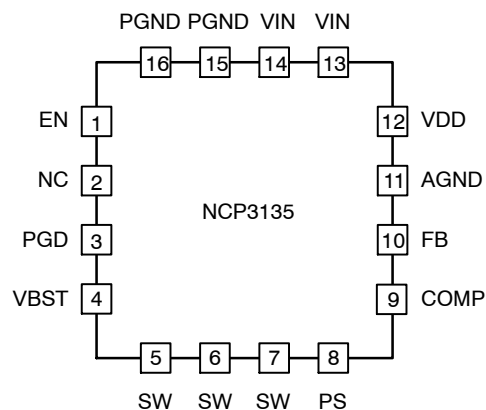 PGND PGND VIN VIN
16 15 14 13
EN 1 12 VDD
NC 2 11 AGND
NCP3135
PGD 3 10 FB
VBST 4 9 COMP
5 6 7 8
SW SW SW PS